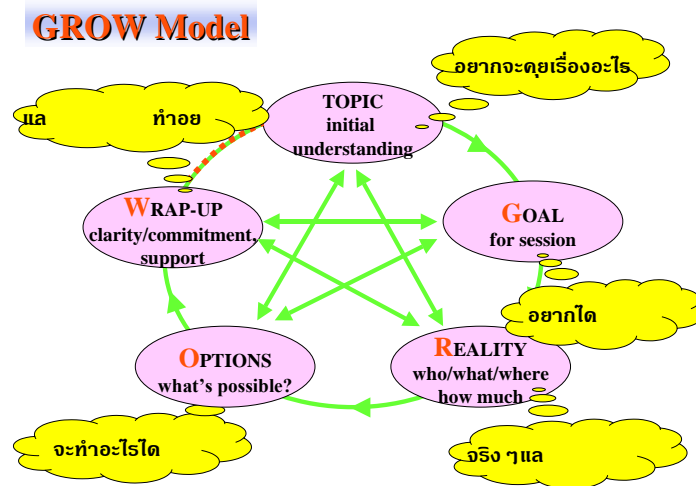 GROW Model
อยากจะคุยเรื่องอะไร
TOPIC
initial
understanding
แล ทำอย
WRAP-UP
clarity/commitment,
support
GOAL
for session
อยากได
OPTIONS
what's possible?
REALITY
who/what/where
how much
จะทำอะไรได
จริง ๆแล